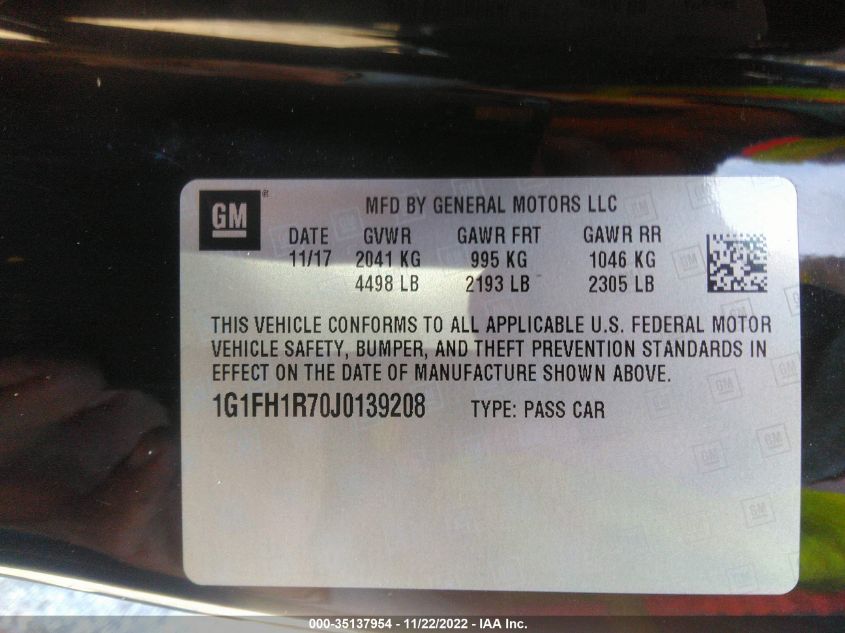 GM®
MFD BY GENERAL MOTORS LLC
DATE GVWR GAWR FRT GAWR RR
11/17 2041 KG 995 KG 1046 KG
4498 LB 2193 LB 2305 LB
THIS VEHICLE CONFORMS TO ALL APPLICABLE U.S. FEDERAL MOTOR
VEHICLE SAFETY, BUMPER, AND THEFT PREVENTION STANDARDS IN
EFFECT ON THE DATE OF MANUFACTURE SHOWN ABOVE.
1G1FH1R70J0139208 TYPE: PASS CAR
000-35137954 - 11/22/2022 - IAA Inc.